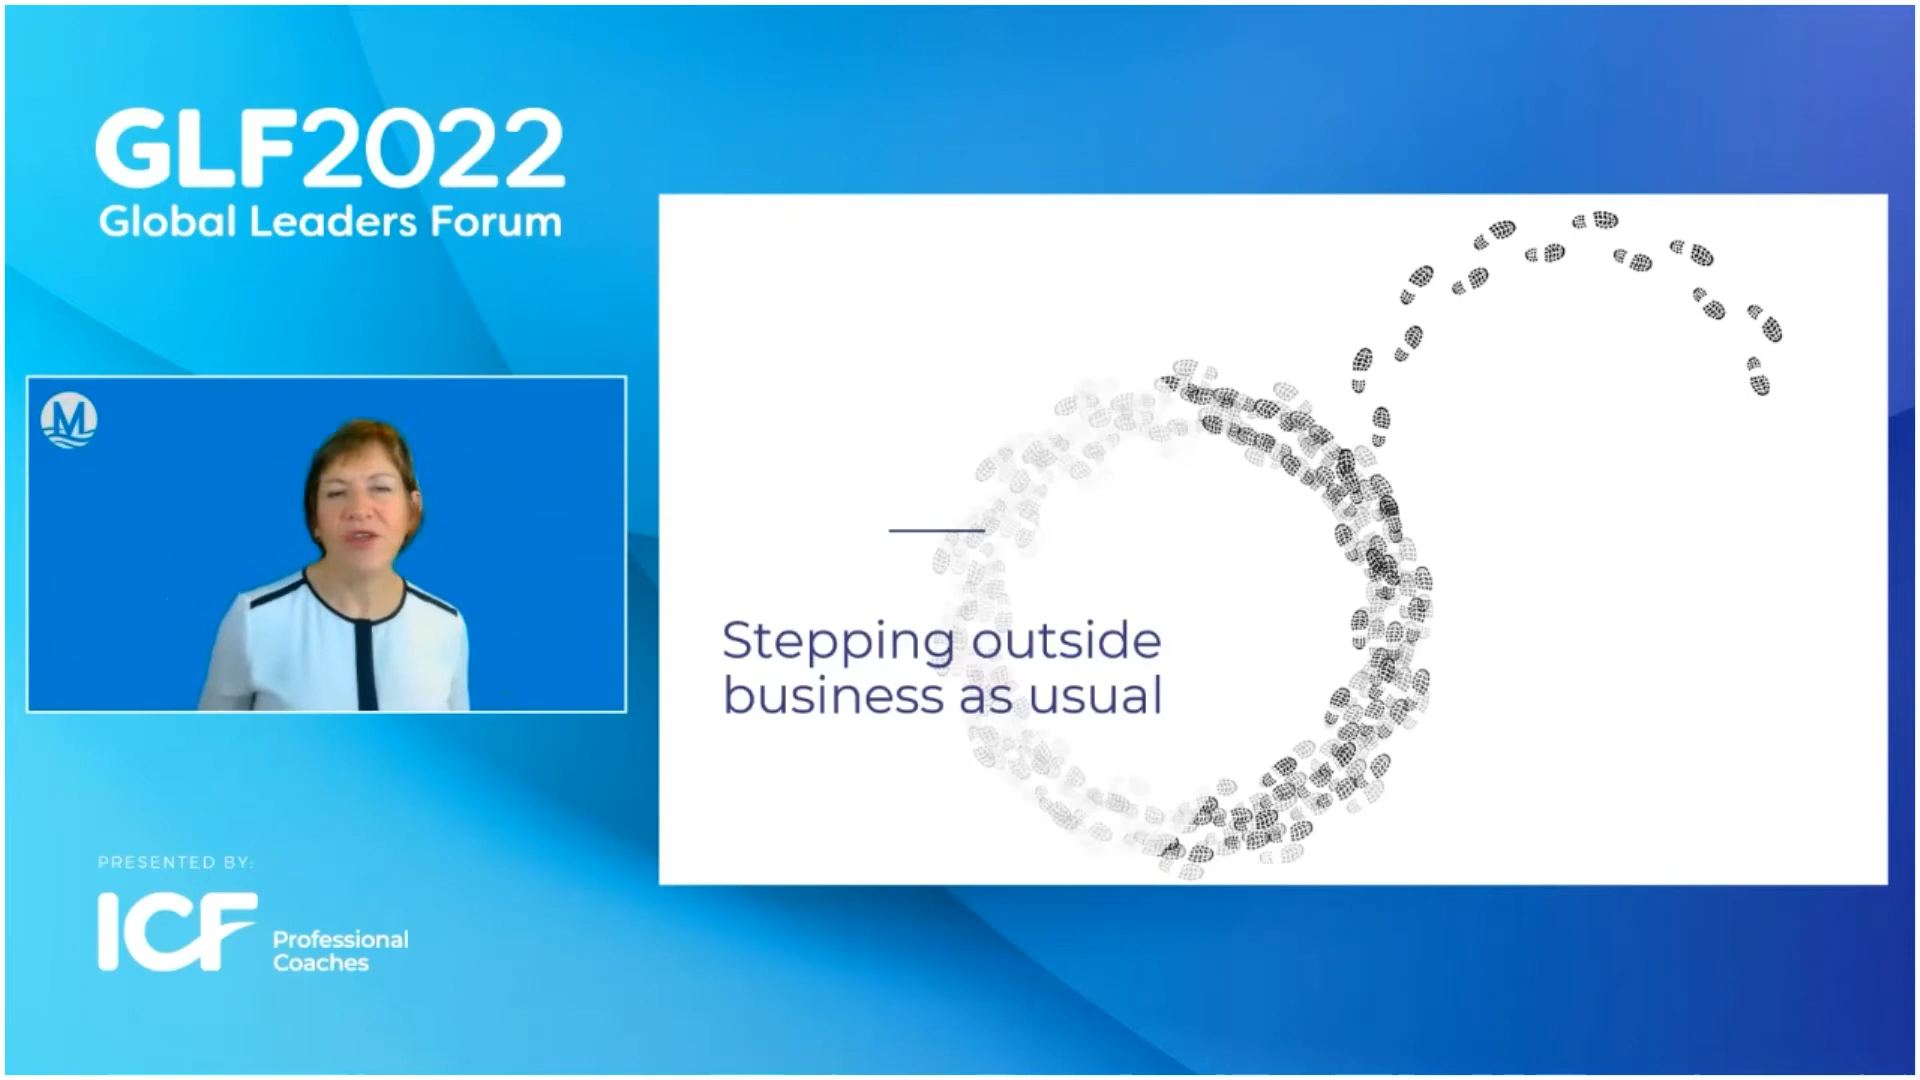 GLF2022
Global Leaders Forum
M
Stepping outside
business as usual
PRESENTED BY:
ICF
Professional
Coaches